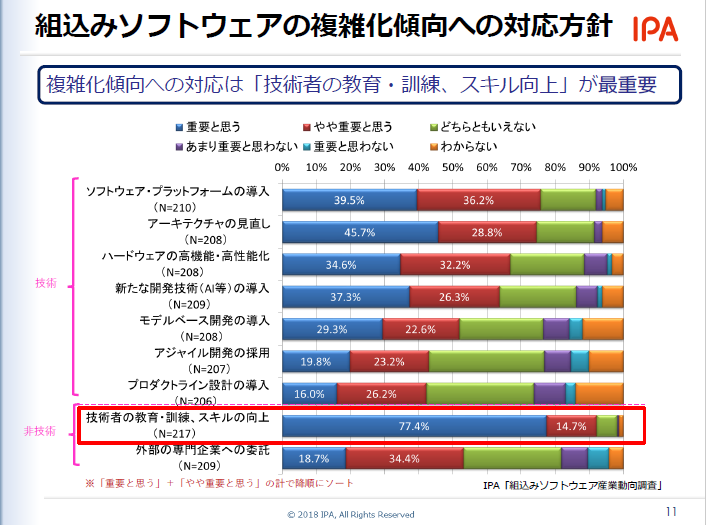 組込みソフトウェアの複雑化傾向への対応方針
IPA
複雑化傾向への対応は「技術者の教育・訓練、スキル向上」が最重要
重要と思う やや重要と思う どちらともいえない
あまり重要と思わない 重要と思わない わからない
0% 10% 20% 30% 40% 50% 60% 70% 80% 90% 100%
技術
ソフトウェア・プラットフォームの導入
(N=210)
39.5% 36.2%
アーキテクチャの見直し
(N=208)
45.7% 28.8%
ハードウェアの高機能・高性能化
(N=208)
34.6% 32.2%
新たな開発技術(AI等)の導入
(N=209)
37.3% 26.3%
モデルベース開発の導入
(N=208)
29.3% 22.6%
アジャイル開発の採用
(N=207)
19.8% 23.2%
プロダクトライン設計の導入
(N=206)
16.0% 26.2%
非技術
技術者の教育・訓練、スキルの向上
(N=217)
77.4% 14.7%
外部の専門企業への委託
(N=209)
18.7% 34.4%
※「重要と思う」+「やや重要と思う」の計で降順にソート
IPA「組込みソフトウェア産業動向調査」
© 2018 IPA, All Rights Reserved
11